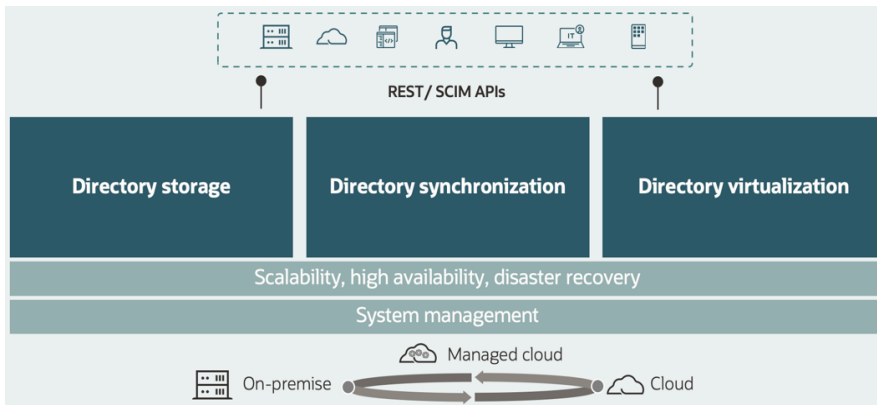 IT
REST/ SCIM APIs
Directory storage
Directory synchronization
Directory virtualization
Scalability, high availability, disaster recovery
System management
Managed cloud
On-premise
Cloud